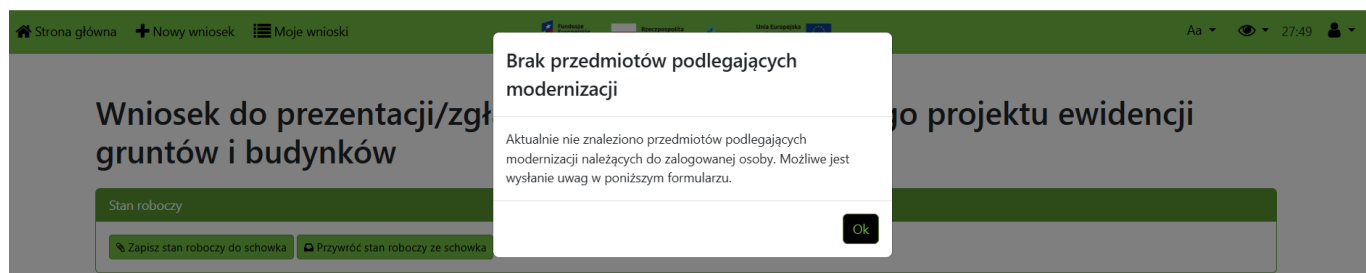 Strona główna Nowy wniosek Moje wnioski Fundusze Rzeczpospolita Unia Europejska Aa 27:49
Brak przedmiotów podlegających
modernizacji
Wniosek do prezentacji/zgł go projektu ewidencji
gruntów i budynków
Aktualnie nie znaleziono przedmiotów podlegających
modernizacji należących do zalogowanej osoby. Możliwe jest
wysłanie uwag w poniższym formularzu.
Stan roboczy
Ok
Zapisz stan roboczy do schowka Przywróć stan roboczy ze schowka